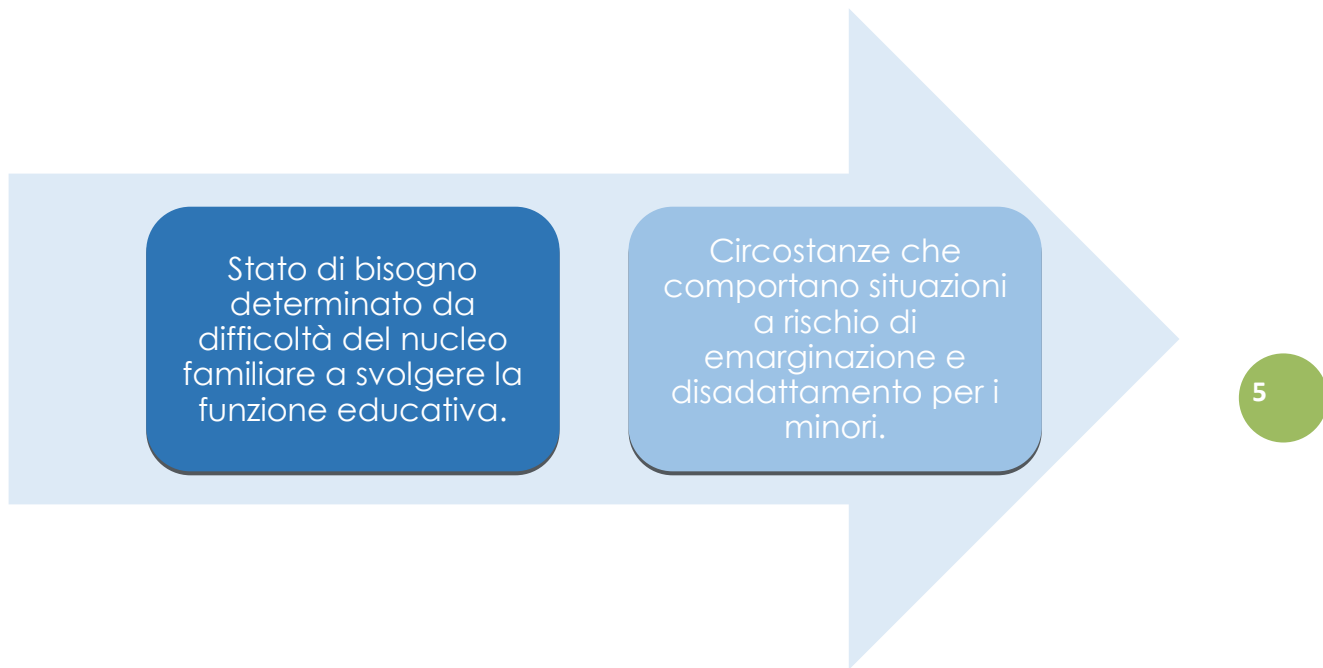 Stato di bisogno
determinato da
difficoltà del nucleo
familiare a svolgere la
funzione educativa.
Circostanze che
comportano situazioni
a rischio di
emarginazione e
disadattamento per i
minori.
5